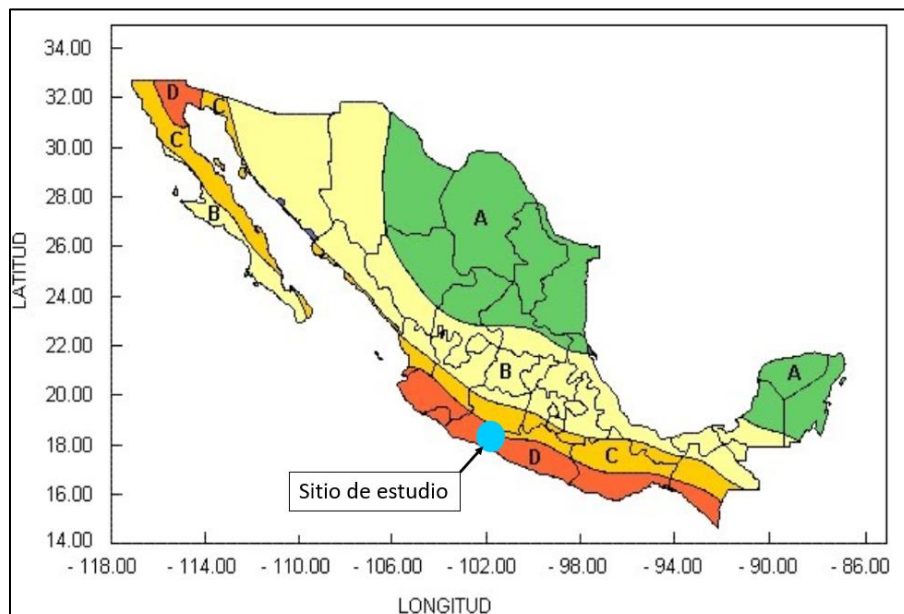 34.00
32.00
30.00
28.00
26.00
24.00
22.00
20.00
18.00
16.00
14.00
LATITUD
D
C
C
B
A
A
B
C
D
Sitio de estudio
- 118.00 - 114.00 - 110.00 - 106.00 - 102.00 - 98.00 - 94.00 - 90.00 - 86.00
LONGITUD